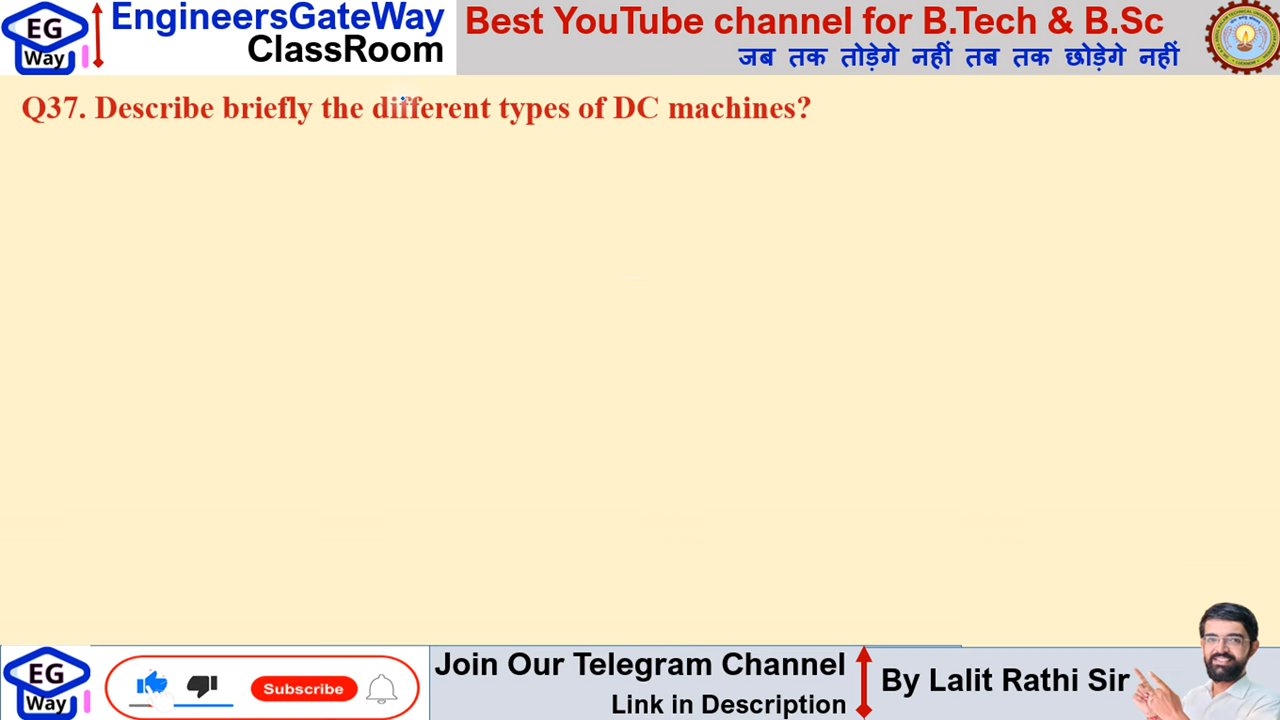 EG
Way
EngineersGateWay
ClassRoom
Best YouTube channel for B.Tech & B.Sc
जब तक तोड़ेगे नहीं तब तक छोड़ेगे नहीं
Q37. Describe briefly the different types of DC machines?
EG
Way
Subscribe
Join Our Telegram Channel
Link in Description
By Lalit Rathi Sir